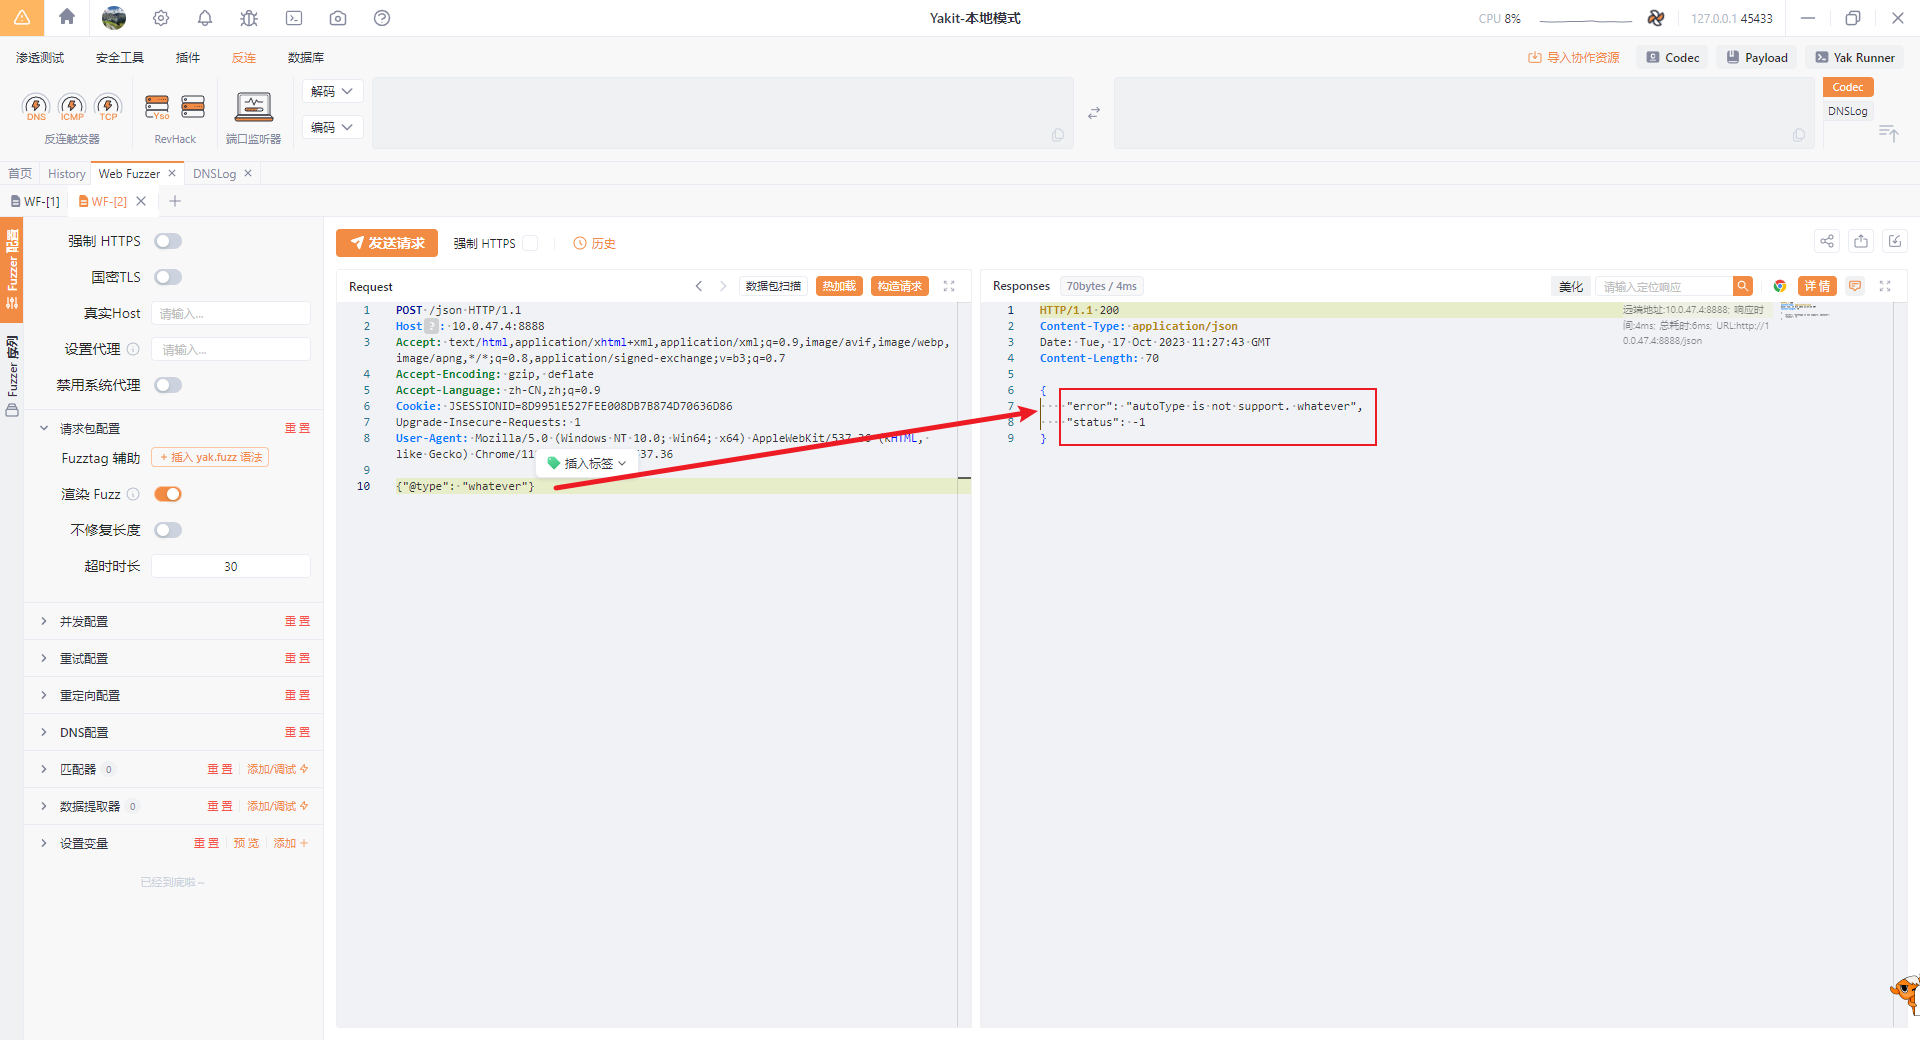 Yakit-本地模式
CPU 8%
127.0.0.1 45433
渗透测试 安全工具 插件 反连 数据库
导入协作资源 Codec Payload Yak Runner
DNS ICMP TCP
反连触发器
Yso
RevHack
端口监听器
解码
编码
Codec
DNSLog
首页 History Web Fuzzer DNSLog
WF-[1] WF-[2]
Fuzzer 配置
Fuzzer 序列
强制 HTTPS
国密TLS
真实Host 请输入...
设置代理 请输入...
禁用系统代理
请求包配置 重置
Fuzztag 辅助 + 插入 yak.fuzz 语法
渲染 Fuzz
不修复长度
超时时长 30
并发配置 重置
重试配置 重置
重定向配置 重置
DNS配置 重置
匹配器 0 重置 添加/调试
数据提取器 0 重置 添加/调试
设置变量 重置 预览 添加
已经到底啦~
发送请求 强制 HTTPS 历史
Request 数据包扫描 热加载 构造请求
1 POST /json HTTP/1.1
2 Host ? : 10.0.47.4:8888
3 Accept: text/html,application/xhtml+xml,application/xml;q=0.9,image/avif,image/webp,
image/apng,*/*;q=0.8,application/signed-exchange;v=b3;q=0.7
4 Accept-Encoding: gzip, deflate
5 Accept-Language: zh-CN,zh;q=0.9
6 Cookie: JSESSIONID=8D9951E527FEE008DB7B874D70636D86
7 Upgrade-Insecure-Requests: 1
8 User-Agent: Mozilla/5.0 (Windows NT 10.0; Win64; x64) AppleWebKit/537.36 (KHTML,
like Gecko) Chrome/11 37.36
插入标签
9
10 {"@type": "whatever"}
Responses 70bytes / 4ms 美化 请输入定位响应 详情
1 HTTP/1.1 200
2 Content-Type: application/json
3 Date: Tue, 17 Oct 2023 11:27:43 GMT
4 Content-Length: 70
5
6 {
7 "error": "autoType is not support. whatever",
8 "status": -1
9 }
远端地址:10.0.47.4:8888; 响应时
间:4ms; 总耗时:6ms; URL:http://1
0.0.47.4:8888/json